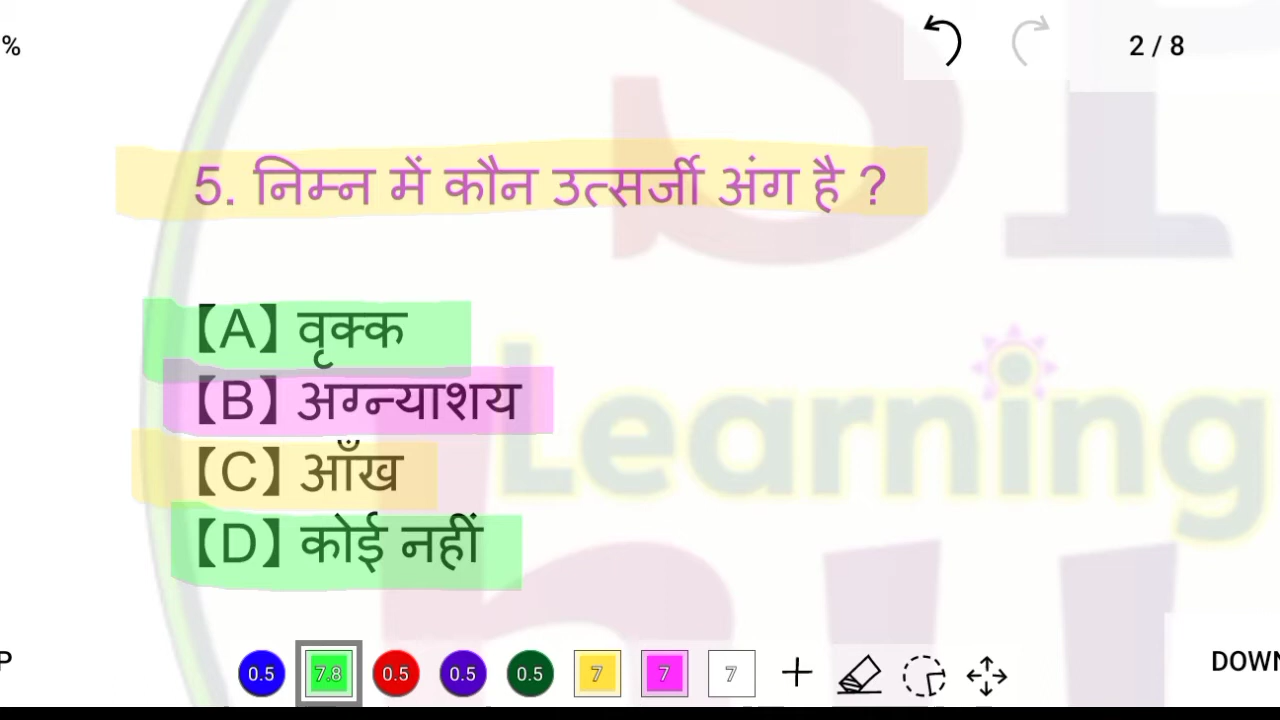 %
2 / 8
5. निम्न में कौन उत्सर्जी अंग है ?
【A】 वृक्क
【B】 अग्न्याशय
【C】 आँख
【D】 कोई नहीं
Learning
P
0.5 7.8 0.5 0.5 0.5 7 7 7
DOWN